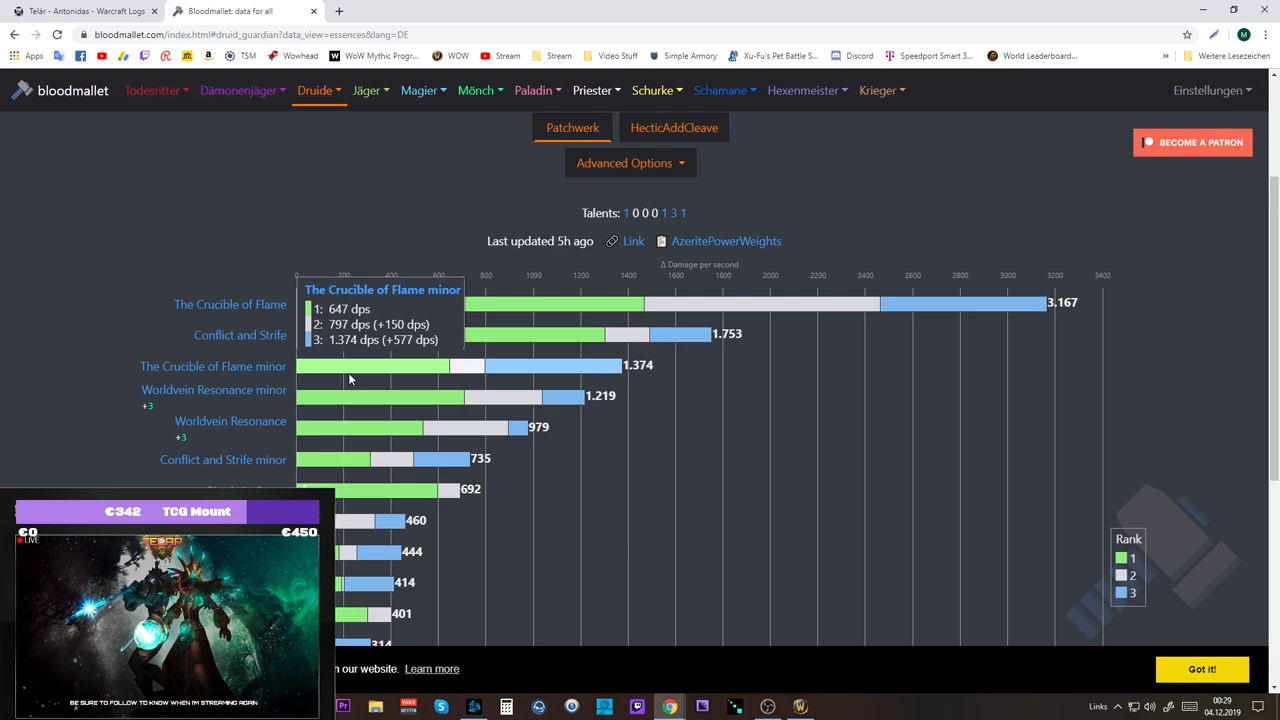 Telár - Antonidas - Warcraft Logs
Bloodmallet: data for all
bloodmallet.com/index.html#druid_guardian?data_view=essences&lang=DE
Apps
TSM
Wowhead
WoW - World of Warc...
WOW
Stream
Stream
Video Stuff
Simple Armory
Xu-Fu's Pet Battle S...
Discord
Speedport Smart 3...
World Leaderboard...
»
Weitere Lesezeichen
bloodmallet
Todesritter
Dämonenjäger
Druide
Jäger
Magier
Mönch
Paladin
Priester
Schurke
Schamane
Hexenmeister
Krieger
Einstellungen
Patchwerk
HecticAddCleave
BECOME A PATRON
Advanced Options
Talents: 1 0 0 0 1 3 1
Last updated 5h ago
Link
AzeritePowerWeights
Δ Damage per second
0 200 400 600 800 1000 1200 1400 1600 1800 2000 2200 2400 2600 2800 3000 3200 3400
The Crucible of Flame minor
1: 647 dps
2: 797 dps (+150 dps)
3: 1.374 dps (+577 dps)
The Crucible of Flame
3.167
Conflict and Strife
1.753
The Crucible of Flame minor
1.374
Worldvein Resonance minor
+3
1.219
Worldvein Resonance
+3
979
Conflict and Strife minor
735
692
460
444
414
401
314
Rank
1
2
3
€342 TCG Mount
€0
€450
LIVE
TELAR
BE SURE TO FOLLOW TO KNOW WHEN I'M STREAMING AGAIN
n our website. Learn more
Got it!
Links
00:29
04.12.2019